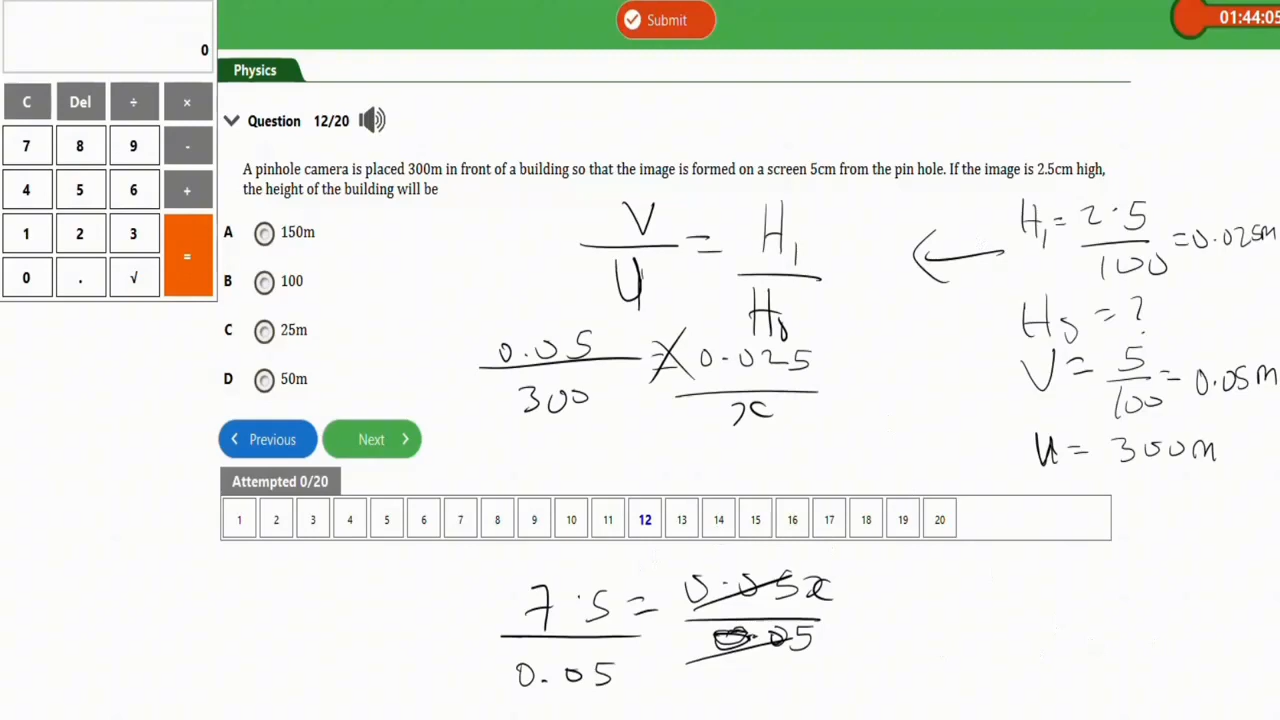 0
C Del ÷ ×
7 8 9 -
4 5 6 +
1 2 3 =
0 . √
Submit
01:44:05
Physics
Question 12/20
A pinhole camera is placed 300m in front of a building so that the image is formed on a screen 5cm from the pin hole. If the image is 2.5cm high,
the height of the building will be
A 150m
B 100
C 25m
D 50m
V/U = H₁/H₀
0.05/300 = 0.025/x
H₁ = 2.5/100 = 0.025m
H₀ = ?
V = 5/100 = 0.05m
u = 300m
Previous Next
Attempted 0/20
1 2 3 4 5 6 7 8 9 10 11 12 13 14 15 16 17 18 19 20
7.5/0.05 = 0.05x/0.05